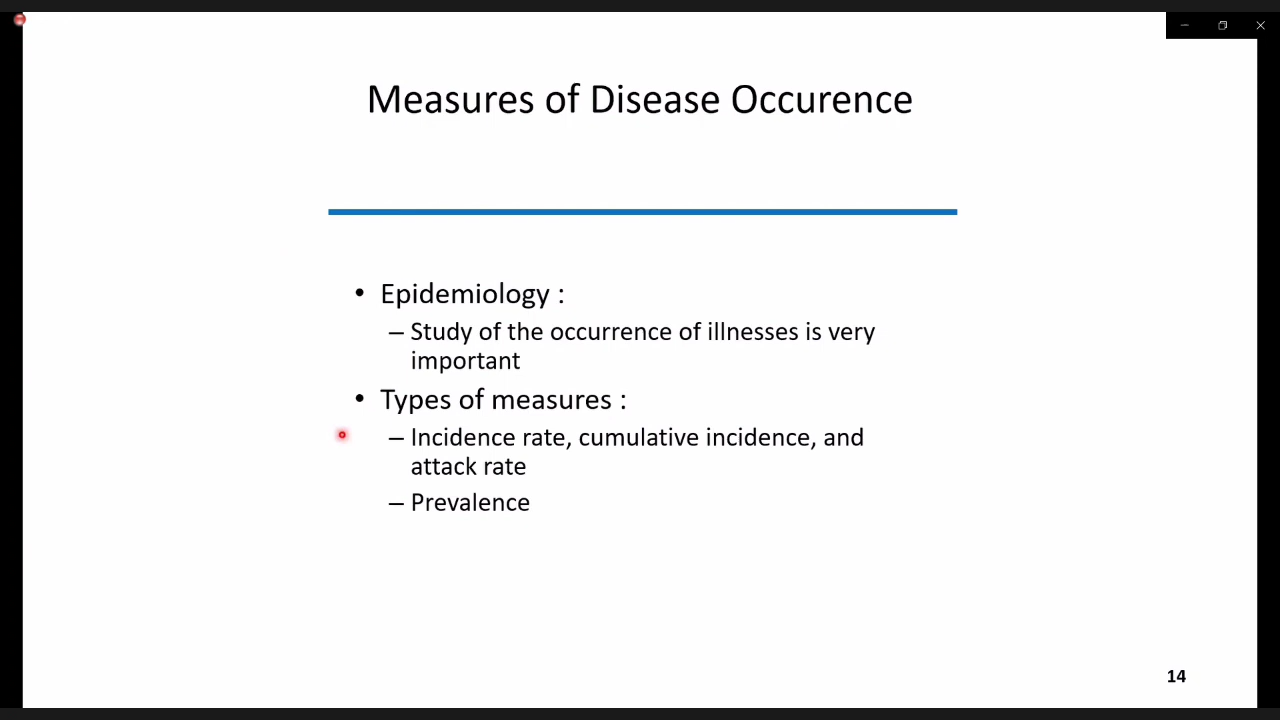 Measures of Disease Occurence
• Epidemiology :
– Study of the occurrence of illnesses is very
important
• Types of measures :
– Incidence rate, cumulative incidence, and
attack rate
– Prevalence
14